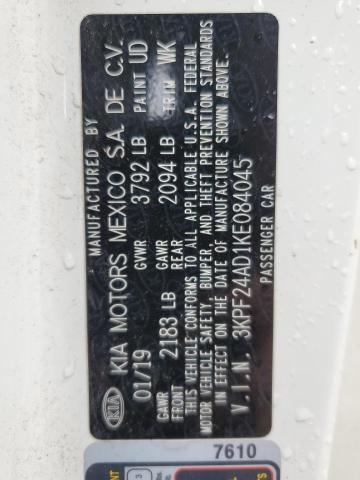 MANUFACTURED BY
KIA KIA MOTORS MEXICO S.A. DE C.V.
01/19 GVWR 3792 LB PAINT UD
GAWR FRONT 2183 LB GAWR REAR 2094 LB TRIM WK
THIS VEHICLE CONFORMS TO ALL APPLICABLE U.S.A. FEDERAL
MOTOR VEHICLE SAFETY, BUMPER, AND THEFT PREVENTION STANDARDS
IN EFFECT ON THE DATE OF MANUFACTURE SHOWN ABOVE.
V.I.N. 3KPF24AD1KE084045
PASSENGER CAR
7610